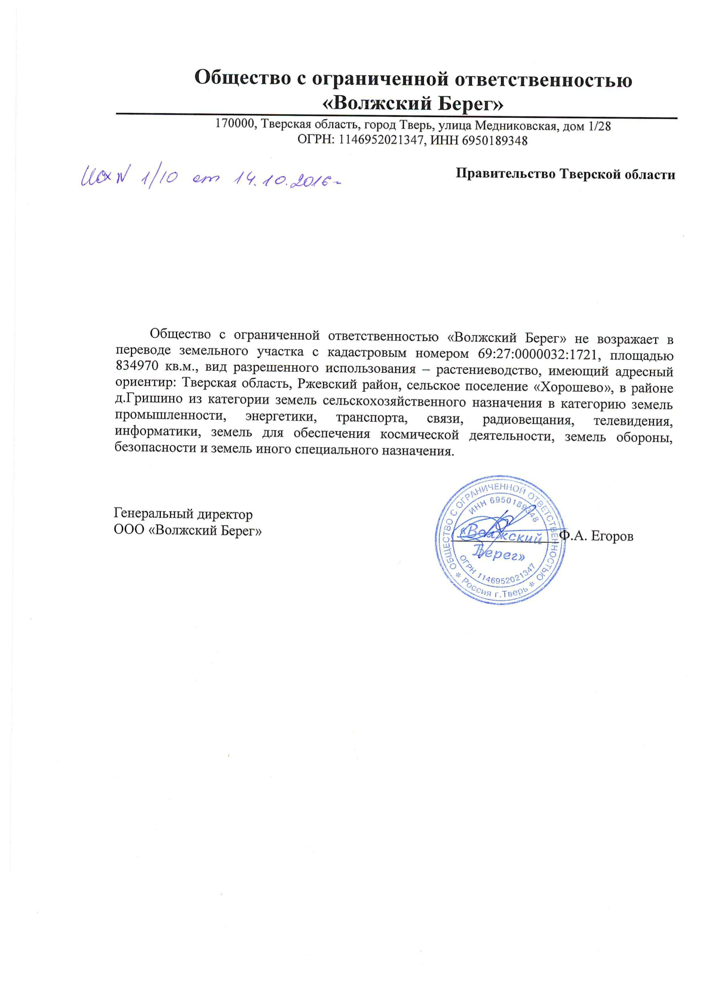 Общество с ограниченной ответственностью
«Волжский Берег»
170000, Тверская область, город Тверь, улица Медниковская, дом 1/28
ОГРН: 1146952021347, ИНН 6950189348
Исх N 1/10 от 14.10.2016г
Правительство Тверской области
Общество с ограниченной ответственностью «Волжский Берег» не возражает в
переводе земельного участка с кадастровым номером 69:27:0000032:1721, площадью
834970 кв.м., вид разрешенного использования – растениеводство, имеющий адресный
ориентир: Тверская область, Ржевский район, сельское поселение «Хорошево», в районе
д.Гришино из категории земель сельскохозяйственного назначения в категорию земель
промышленности, энергетики, транспорта, связи, радиовещания, телевидения,
информатики, земель для обеспечения космической деятельности, земель обороны,
безопасности и земель иного специального назначения.
Генеральный директор
ООО «Волжский Берег»
Ф.А. Егоров
ОБЩЕСТВО С ОГРАНИЧЕННОЙ ОТВЕТСТВЕННОСТЬЮ
ИНН 6950189348
«Волжский
Берег»
ОГРН 1146952021347
* Россия г.Тверь *